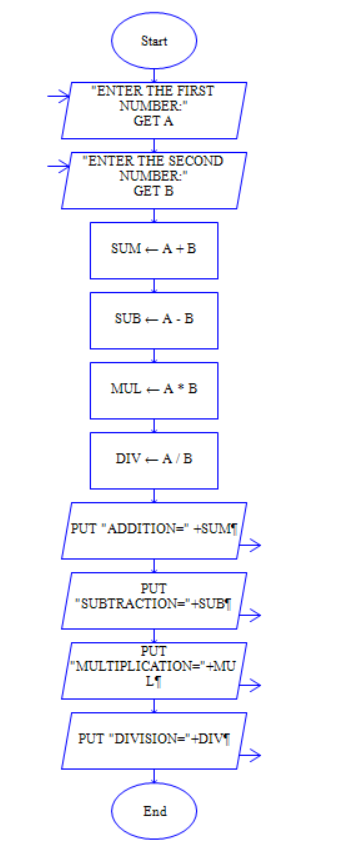 Start
"ENTER THE FIRST
NUMBER:"
GET A
"ENTER THE SECOND
NUMBER:"
GET B
SUM ← A + B
SUB ← A - B
MUL ← A * B
DIV ← A / B
PUT "ADDITION=" +SUM¶
PUT
"SUBTRACTION="+SUB¶
PUT
"MULTIPLICATION="+MU
L¶
PUT "DIVISION="+DIV¶
End